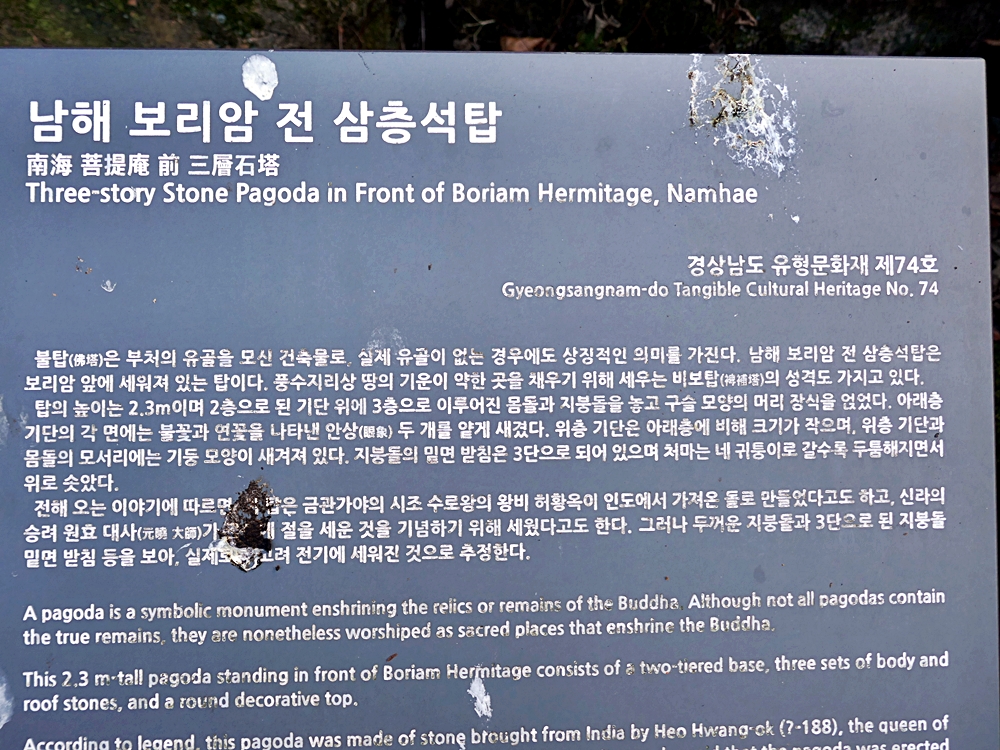 남해 보리암 전 삼층석탑
南海 菩提庵 前 三層石塔
Three-story Stone Pagoda in Front of Boriam Hermitage, Namhae
경상남도 유형문화재 제74호
Gyeongsangnam-do Tangible Cultural Heritage No. 74
불탑(佛塔)은 부처의 유골을 모신 건축물로, 실제 유골이 없는 경우에도 상징적인 의미를 가진다. 남해 보리암 전 삼층석탑은
보리암 앞에 세워져 있는 탑이다. 풍수지리상 땅의 기운이 약한 곳을 채우기 위해 세우는 비보탑(裨補塔)의 성격도 가지고 있다.
탑의 높이는 2.3m이며 2층으로 된 기단 위에 3층으로 이루어진 몸돌과 지붕돌을 놓고 구슬 모양의 머리 장식을 얹었다. 아래층
기단의 각 면에는 불꽃과 연꽃을 나타낸 안상(眼象) 두 개를 얕게 새겼다. 위층 기단은 아래층에 비해 크기가 작으며, 위층 기단과
몸돌의 모서리에는 기둥 모양이 새겨져 있다. 지붕돌의 밑면 받침은 3단으로 되어 있으며 처마는 네 귀퉁이로 갈수록 두툼해지면서
위로 솟았다.
전해 오는 이야기에 따르면 금관가야의 시조 수로왕의 왕비 허황옥이 인도에서 가져온 돌로 만들었다고도 하고, 신라의
승려 원효 대사(元曉 大師)가 절을 세운 것을 기념하기 위해 세웠다고도 한다. 그러나 두꺼운 지붕돌과 3단으로 된 지붕돌
밑면 받침 등을 보아, 전기에 세워진 것으로 추정한다.
A pagoda is a symbolic monument enshrining the relics or remains of the Buddha. Although not all pagodas contain
the true remains, they are nonetheless worshiped as sacred places that enshrine the Buddha.
This 2.3 m-tall pagoda standing in front of Boriam Hermitage consists of a two-tiered base, three sets of body and
roof stones, and a round decorative top.
According to legend, this pagoda was made of stone brought from India by Heo Hwang-ok (?-188), the queen of
that the pagoda was erected